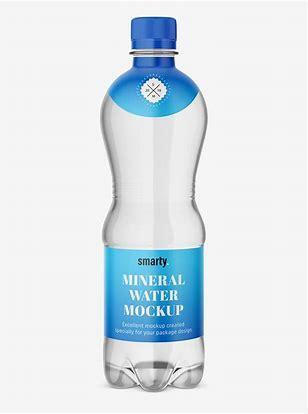 smarty.
MINERAL
WATER
MOCKUP
Excellent mockup created
specially for your package design